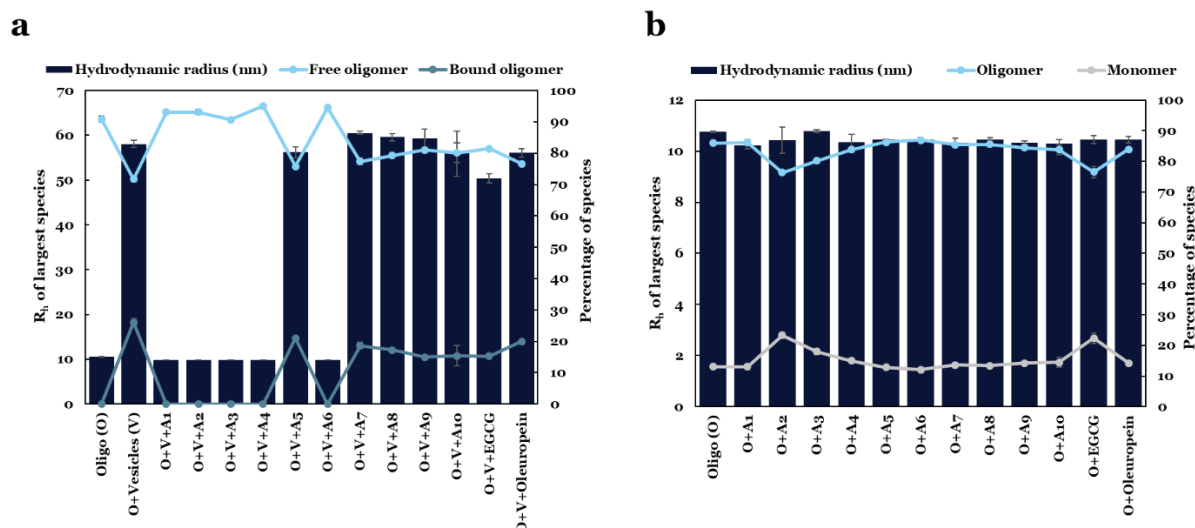 a
Hydrodynamic radius (nm) Free oligomer Bound oligomer
Rh of largest species
70
60
50
40
30
20
10
0
100
90
80
70
60
50
40
30
20
10
0
Percentage of species
Oligo (O)
O+Vesicles (V)
O+V+A1
O+V+A2
O+V+A3
O+V+A4
O+V+A5
O+V+A6
O+V+A7
O+V+A8
O+V+A9
O+V+A10
O+V+EGCG
O+V+Oleuropein
b
Hydrodynamic radius (nm) Oligomer Monomer
Rh of largest species
12
10
8
6
4
2
0
100
90
80
70
60
50
40
30
20
10
0
Percentage of species
Oligo (O)
O+A1
O+A2
O+A3
O+A4
O+A5
O+A6
O+A7
O+A8
O+A9
O+A10
O+EGCG
O+Oleuropein